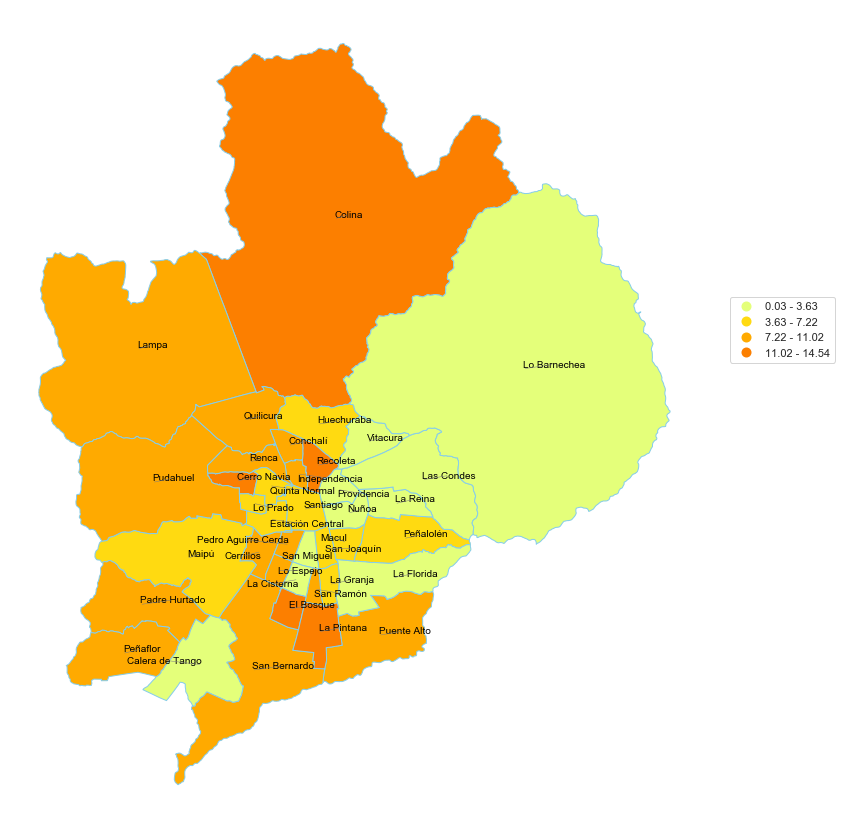 Colina
0.03 - 3.63
3.63 - 7.22
7.22 - 11.02
11.02 - 14.54
Lampa
Lo Barnechea
Quilicura
Huechuraba
Conchalí
Vitacura
Renca
Recoleta
Pudahuel
Cerro Navia
Independencia
Las Condes
Quinta Normal
Providencia
La Reina
Lo Prado
Santiago
Ñuñoa
Estación Central
Peñalolén
Pedro Aguirre Cerda
Macul
Maipú
Cerrillos
San Miguel
San Joaquín
Lo Espejo
La Florida
La Cisterna
La Granja
San Ramón
Padre Hurtado
El Bosque
La Pintana
Puente Alto
Peñaflor
Calera de Tango
San Bernardo